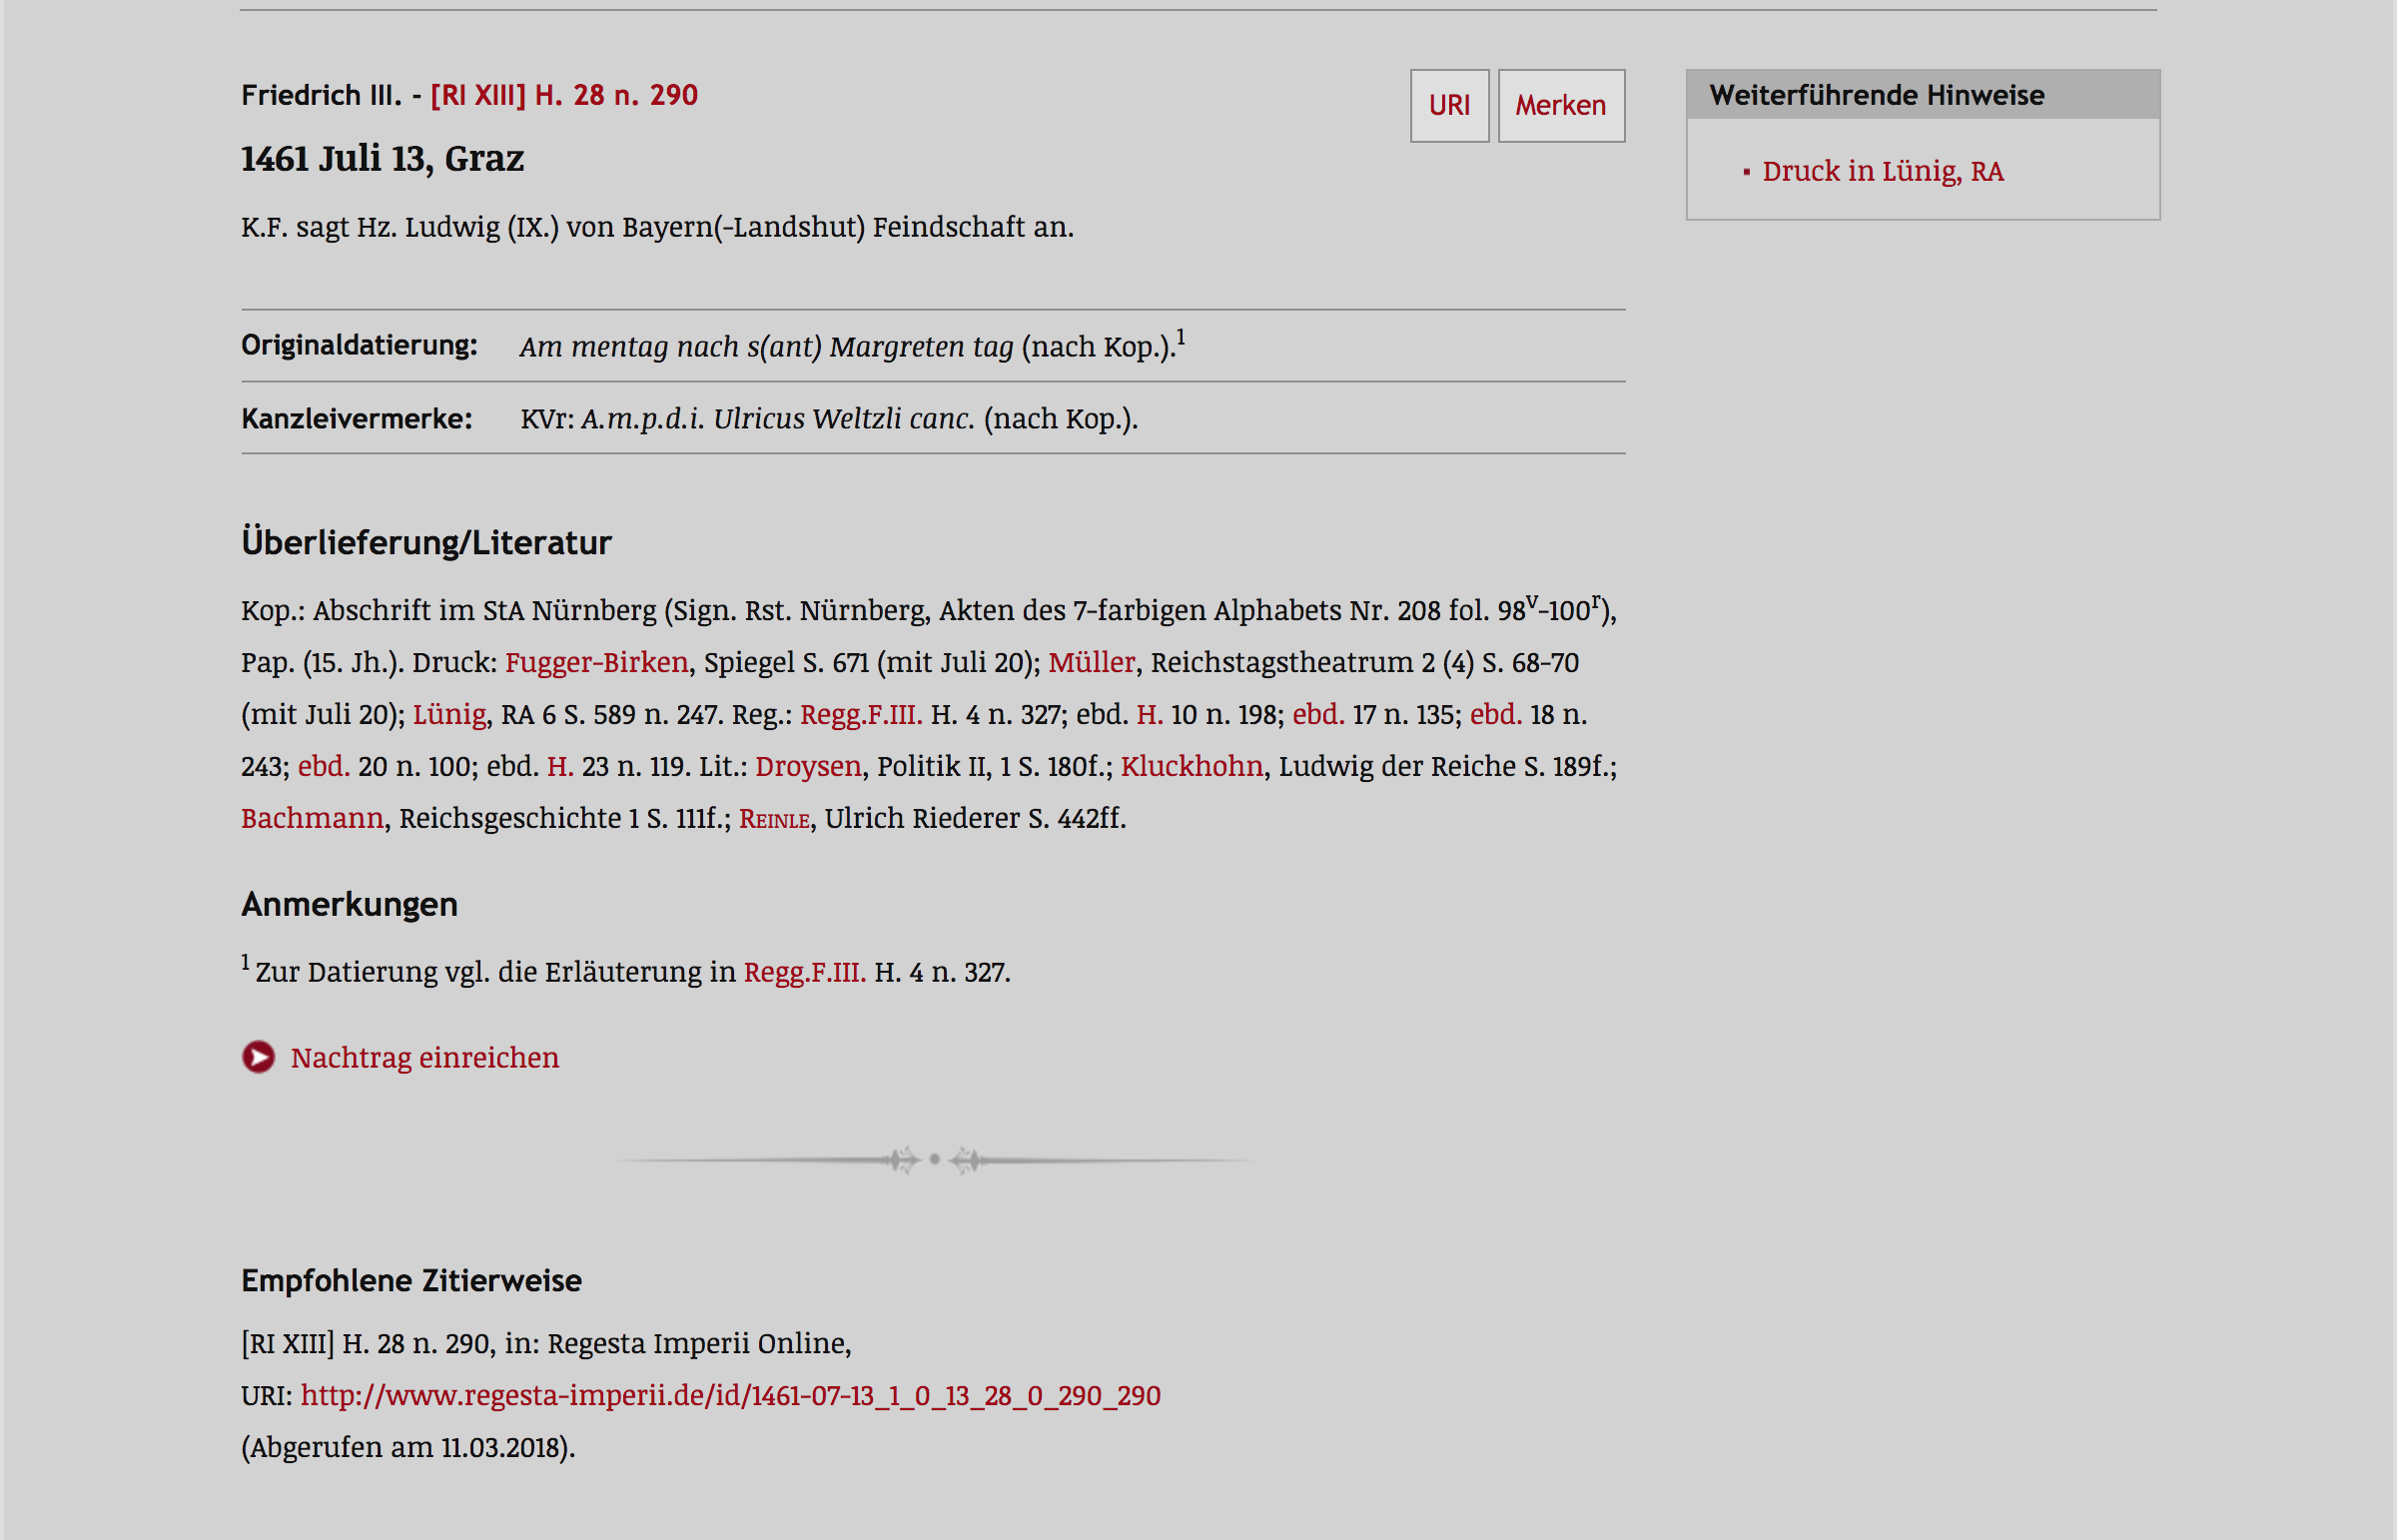 Friedrich III. - [RI XIII] H. 28 n. 290
URI
Merken
1461 Juli 13, Graz
K.F. sagt Hz. Ludwig (IX.) von Bayern(-Landshut) Feindschaft an.
Originaldatierung: Am mentag nach s(ant) Margreten tag (nach Kop.).1
Kanzleivermerke: KVr: A.m.p.d.i. Ulricus Weltzli canc. (nach Kop.).
Überlieferung/Literatur
Kop.: Abschrift im StA Nürnberg (Sign. Rst. Nürnberg, Akten des 7-farbigen Alphabets Nr. 208 fol. 98v-100r),
Pap. (15. Jh.). Druck: Fugger-Birken, Spiegel S. 671 (mit Juli 20); Müller, Reichstagstheatrum 2 (4) S. 68-70
(mit Juli 20); Lünig, RA 6 S. 589 n. 247. Reg.: Regg.F.III. H. 4 n. 327; ebd. H. 10 n. 198; ebd. 17 n. 135; ebd. 18 n.
243; ebd. 20 n. 100; ebd. H. 23 n. 119. Lit.: Droysen, Politik II, 1 S. 180f.; Kluckhohn, Ludwig der Reiche S. 189f.;
Bachmann, Reichsgeschichte 1 S. 111f.; Reinle, Ulrich Riederer S. 442ff.
Anmerkungen
1 Zur Datierung vgl. die Erläuterung in Regg.F.III. H. 4 n. 327.
Nachtrag einreichen
Empfohlene Zitierweise
[RI XIII] H. 28 n. 290, in: Regesta Imperii Online,
URI: http://www.regesta-imperii.de/id/1461-07-13_1_0_13_28_0_290_290
(Abgerufen am 11.03.2018).
Weiterführende Hinweise
Druck in Lünig, RA